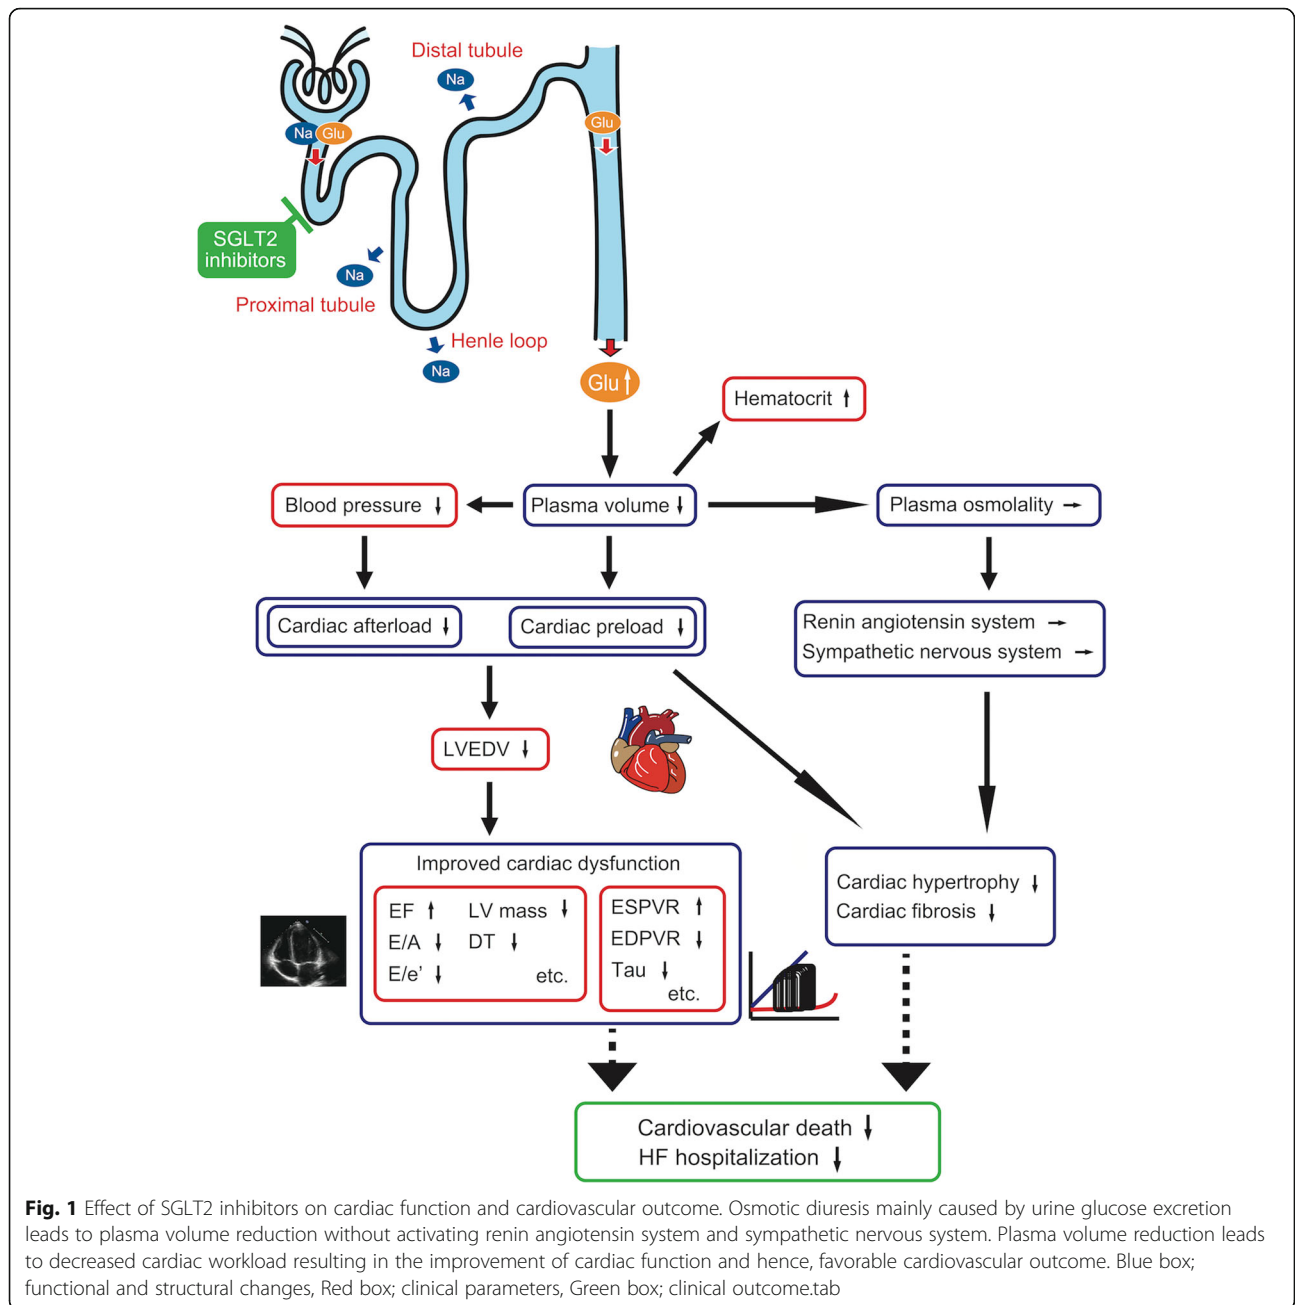 Distal tubule
Na
Na Glu
Glu
SGLT2
inhibitors
Na
Proximal tubule
Henle loop
Na
Glu ↑
Hematocrit ↑
Blood pressure ↓
Plasma volume ↓
Plasma osmolality →
Cardiac afterload ↓
Cardiac preload ↓
Renin angiotensin system →
Sympathetic nervous system →
LVEDV ↓
Improved cardiac dysfunction
EF ↑ LV mass ↓
E/A ↓ DT ↓
E/e’ ↓ etc.
ESPVR ↑
EDPVR ↓
Tau ↓
etc.
Cardiac hypertrophy ↓
Cardiac fibrosis ↓
Cardiovascular death ↓
HF hospitalization ↓
Fig. 1 Effect of SGLT2 inhibitors on cardiac function and cardiovascular outcome. Osmotic diuresis mainly caused by urine glucose excretion
leads to plasma volume reduction without activating renin angiotensin system and sympathetic nervous system. Plasma volume reduction leads
to decreased cardiac workload resulting in the improvement of cardiac function and hence, favorable cardiovascular outcome. Blue box;
functional and structural changes, Red box; clinical parameters, Green box; clinical outcome.tab